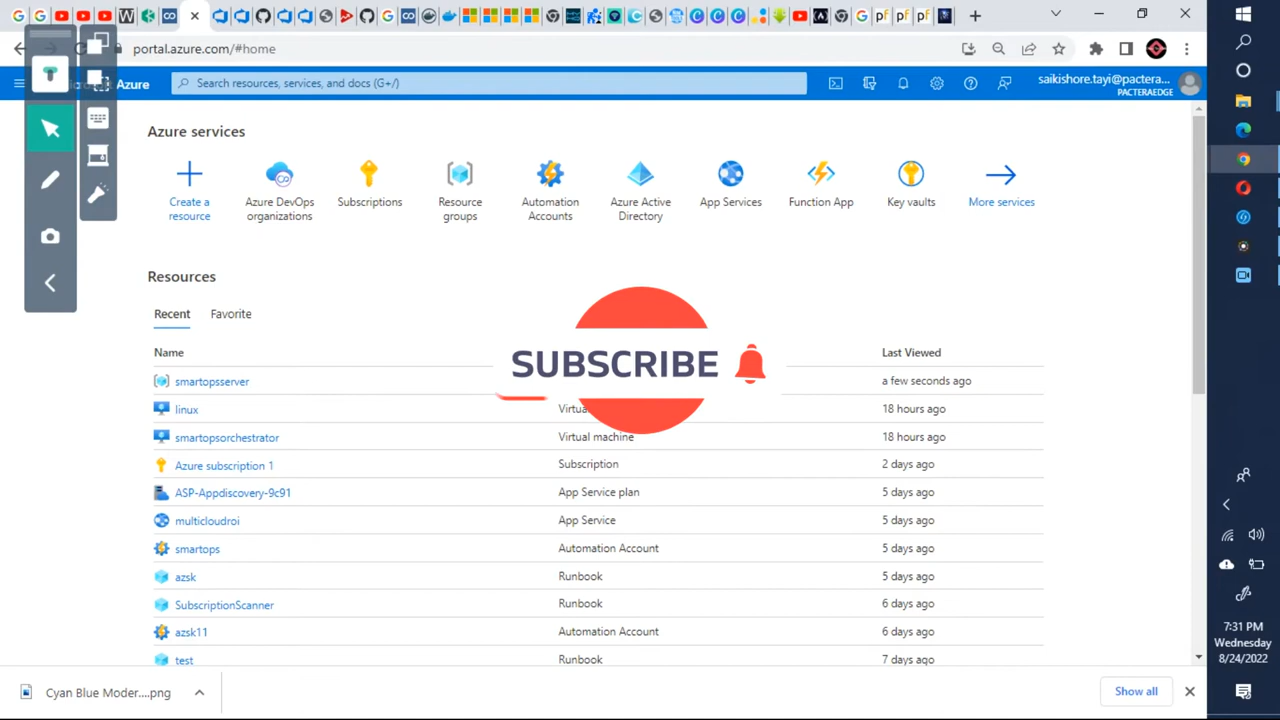 portal.azure.com/#home
Azure
Search resources, services, and docs (G+/)
saikishore.tayi@pactera...
PACTERAEDGE
Azure services
Create a resource
Azure DevOps organizations
Subscriptions
Resource groups
Automation Accounts
Azure Active Directory
App Services
Function App
Key vaults
More services
Resources
Recent Favorite
Name Last Viewed
smartopsserver a few seconds ago
SUBSCRIBE
linux 18 hours ago
smartopsorchestrator Virtual machine 18 hours ago
Azure subscription 1 Subscription 2 days ago
ASP-Appdiscovery-9c91 App Service plan 5 days ago
multicloudroi App Service 5 days ago
smartops Automation Account 5 days ago
azsk Runbook 5 days ago
SubscriptionScanner Runbook 6 days ago
azsk11 Automation Account 6 days ago
test Runbook 7 days ago
Cyan Blue Moder....png
Show all
7:31 PM
Wednesday
8/24/2022